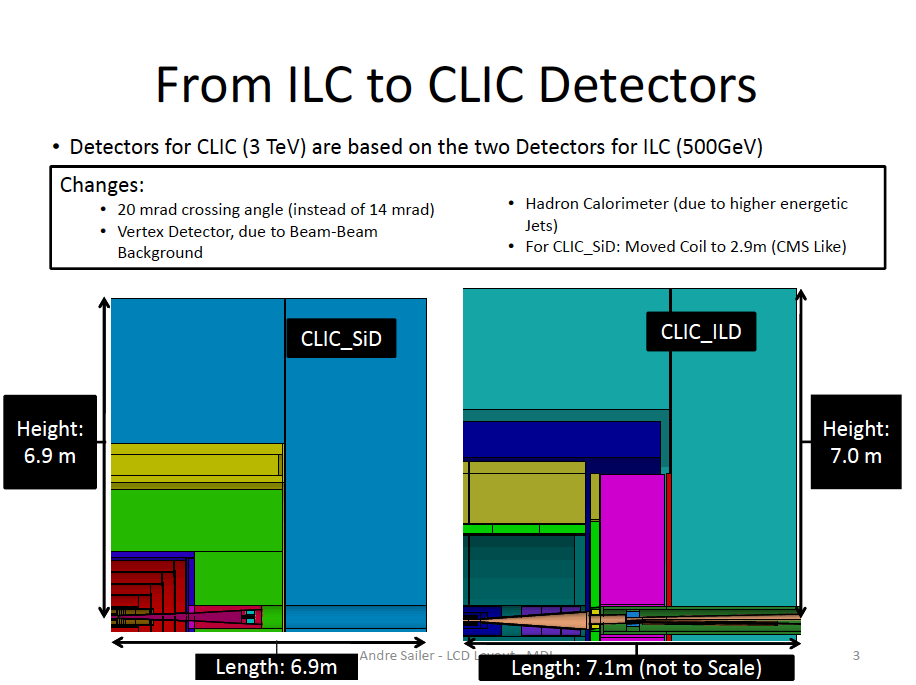 From ILC to CLIC Detectors
• Detectors for CLIC (3 TeV) are based on the two Detectors for ILC (500GeV)
Changes:
• 20 mrad crossing angle (instead of 14 mrad)
• Vertex Detector, due to Beam-Beam
Background
• Hadron Calorimeter (due to higher energetic
Jets)
• For CLIC_SiD: Moved Coil to 2.9m (CMS Like)
CLIC_SiD
CLIC_ILD
Height:
6.9 m
Height:
7.0 m
Length: 6.9m
Andre Sailer - LCD Layout - MDI
Length: 7.1m (not to Scale)
3